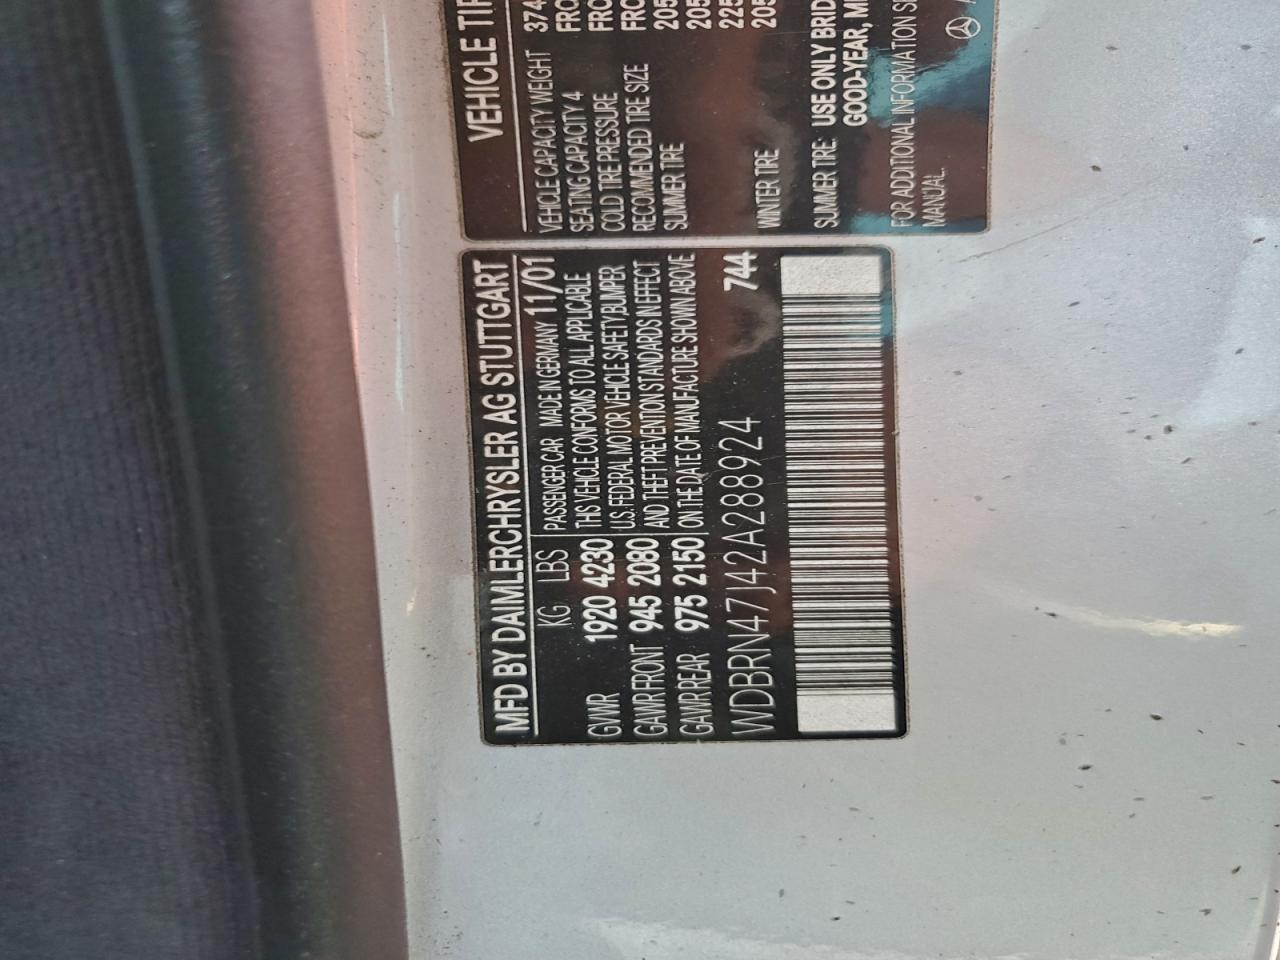 MFD BY DAIMLERCHRYSLER AG STUTTGART
KG LBS PASSENGER CAR MADE IN GERMANY 11/01
GVWR 1920 4230 THIS VEHICLE CONFORMS TO ALL APPLICABLE
U.S. FEDERAL MOTOR VEHICLE SAFETY,BUMPER
GAWR FRONT 945 2080 AND THEFT PREVENTION STANDARDS IN EFFECT
GAWR REAR 975 2150 ON THE DATE OF MANUFACTURE SHOWN ABOVE
WDBRN47J42A288924 744
VEHICLE
VEHICLE CAPACITY WEIGHT 374
SEATING CAPACITY 4
COLD TIRE PRESSURE
RECOMMENDED TIRE SIZE
SUMMER TIRE
WINTER TIRE
SUMMER TIRE: USE ONLY
GOOD-YEAR,
FOR ADDITIONAL INFORMATION
MANUAL.